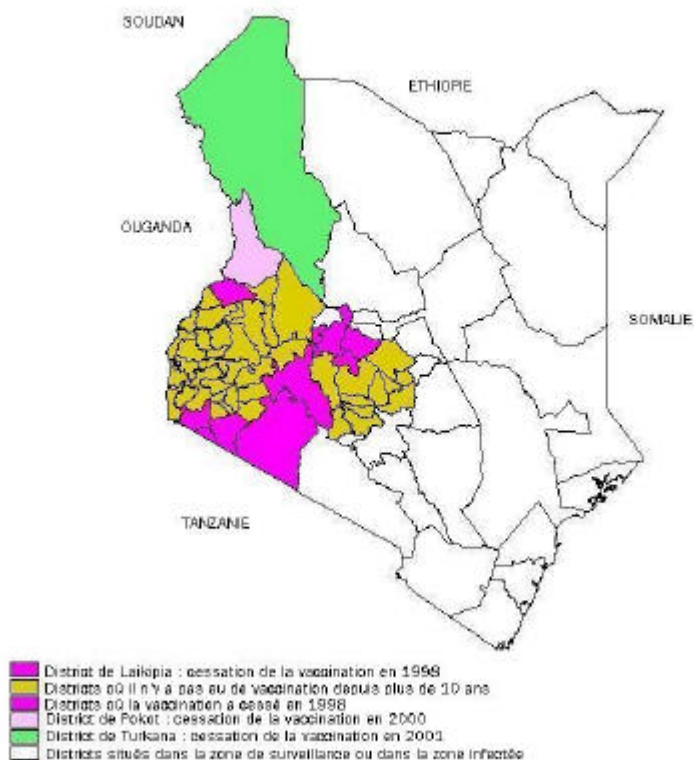 SOUDAN
ETHIOPIE
OUGANDA
SOMALIE
TANZANIE
District de Laikipia : cessation de la vaccination en 1998
Districts où il n'y a pas eu de vaccination depuis plus de 10 ans
Districts où la vaccination a cessé en 1998
District de Pokot : cessation de la vaccination en 2000
District de Turkana : cessation de la vaccination en 2001
Districts situés dans la zone de surveillance ou dans la zone infectée